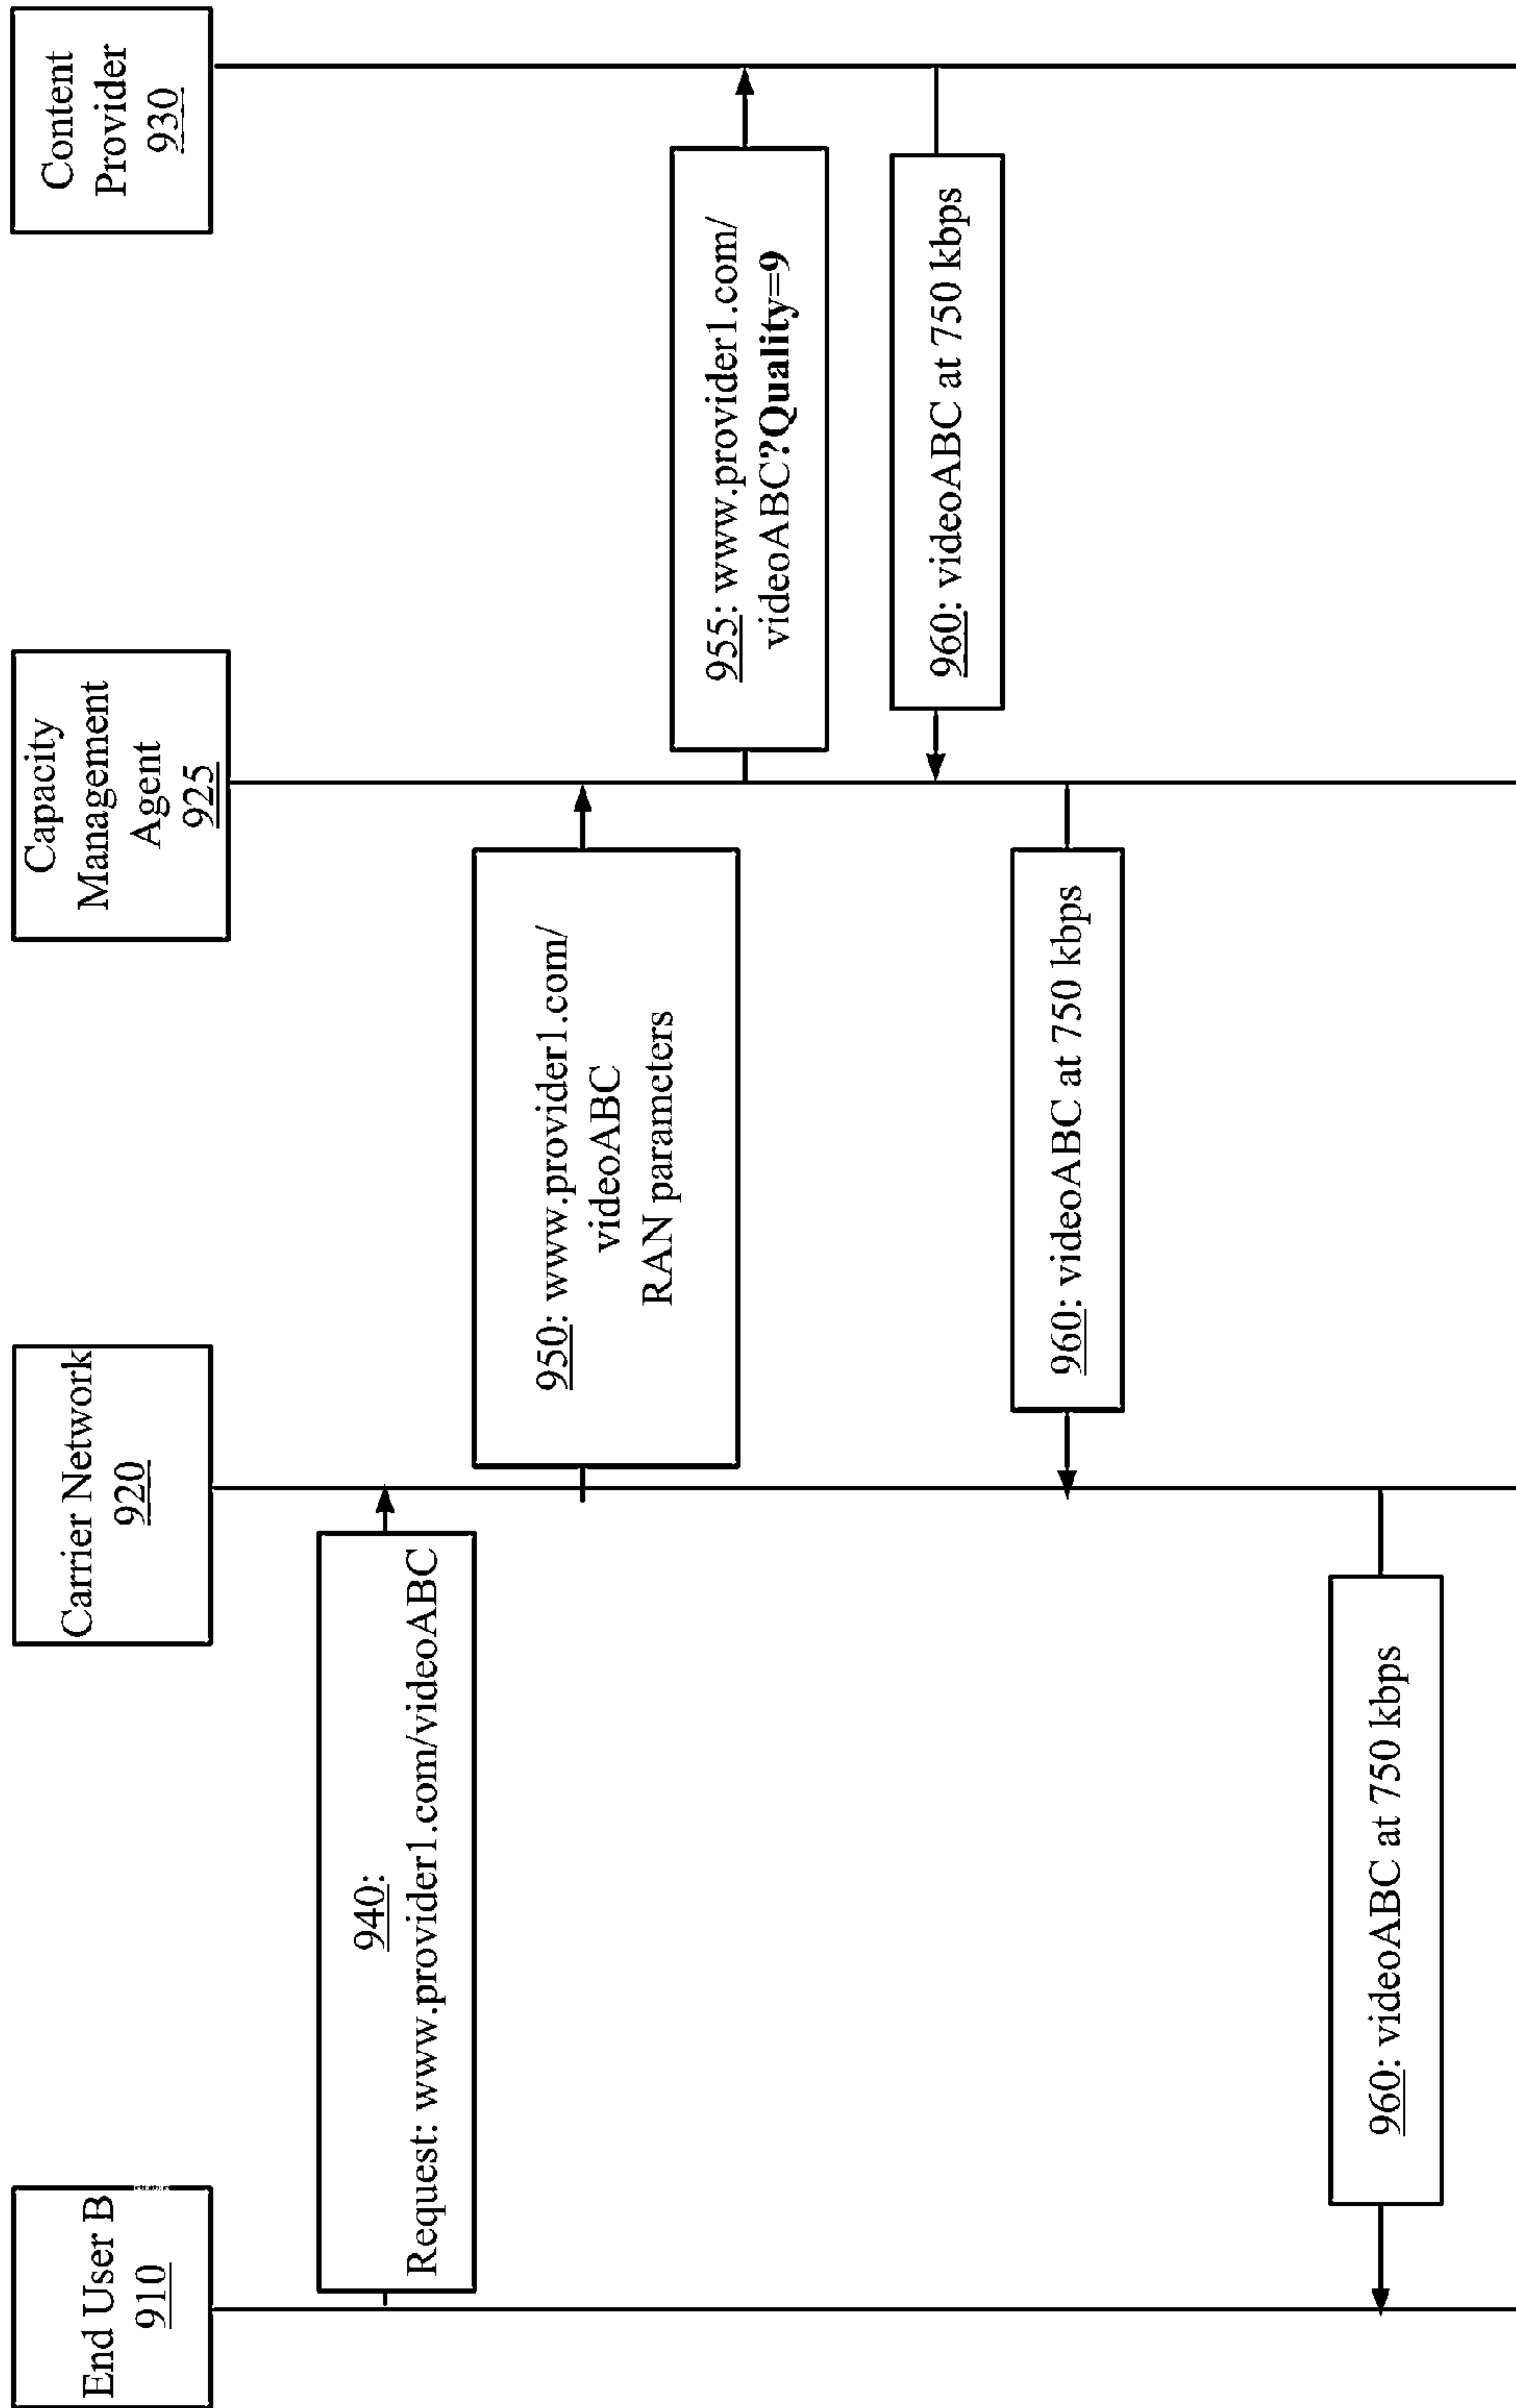 End User B
910
Carrier Network
920
Capacity
Management
Agent
925
Content
Provider
930
940:
Request: www.provider1.com/videoABC
950: www.provider1.com/
videoABC
RAN parameters
955: www.provider1.com/
videoABC?Quality=9
960: videoABC at 750 kbps
960: videoABC at 750 kbps
960: videoABC at 750 kbps